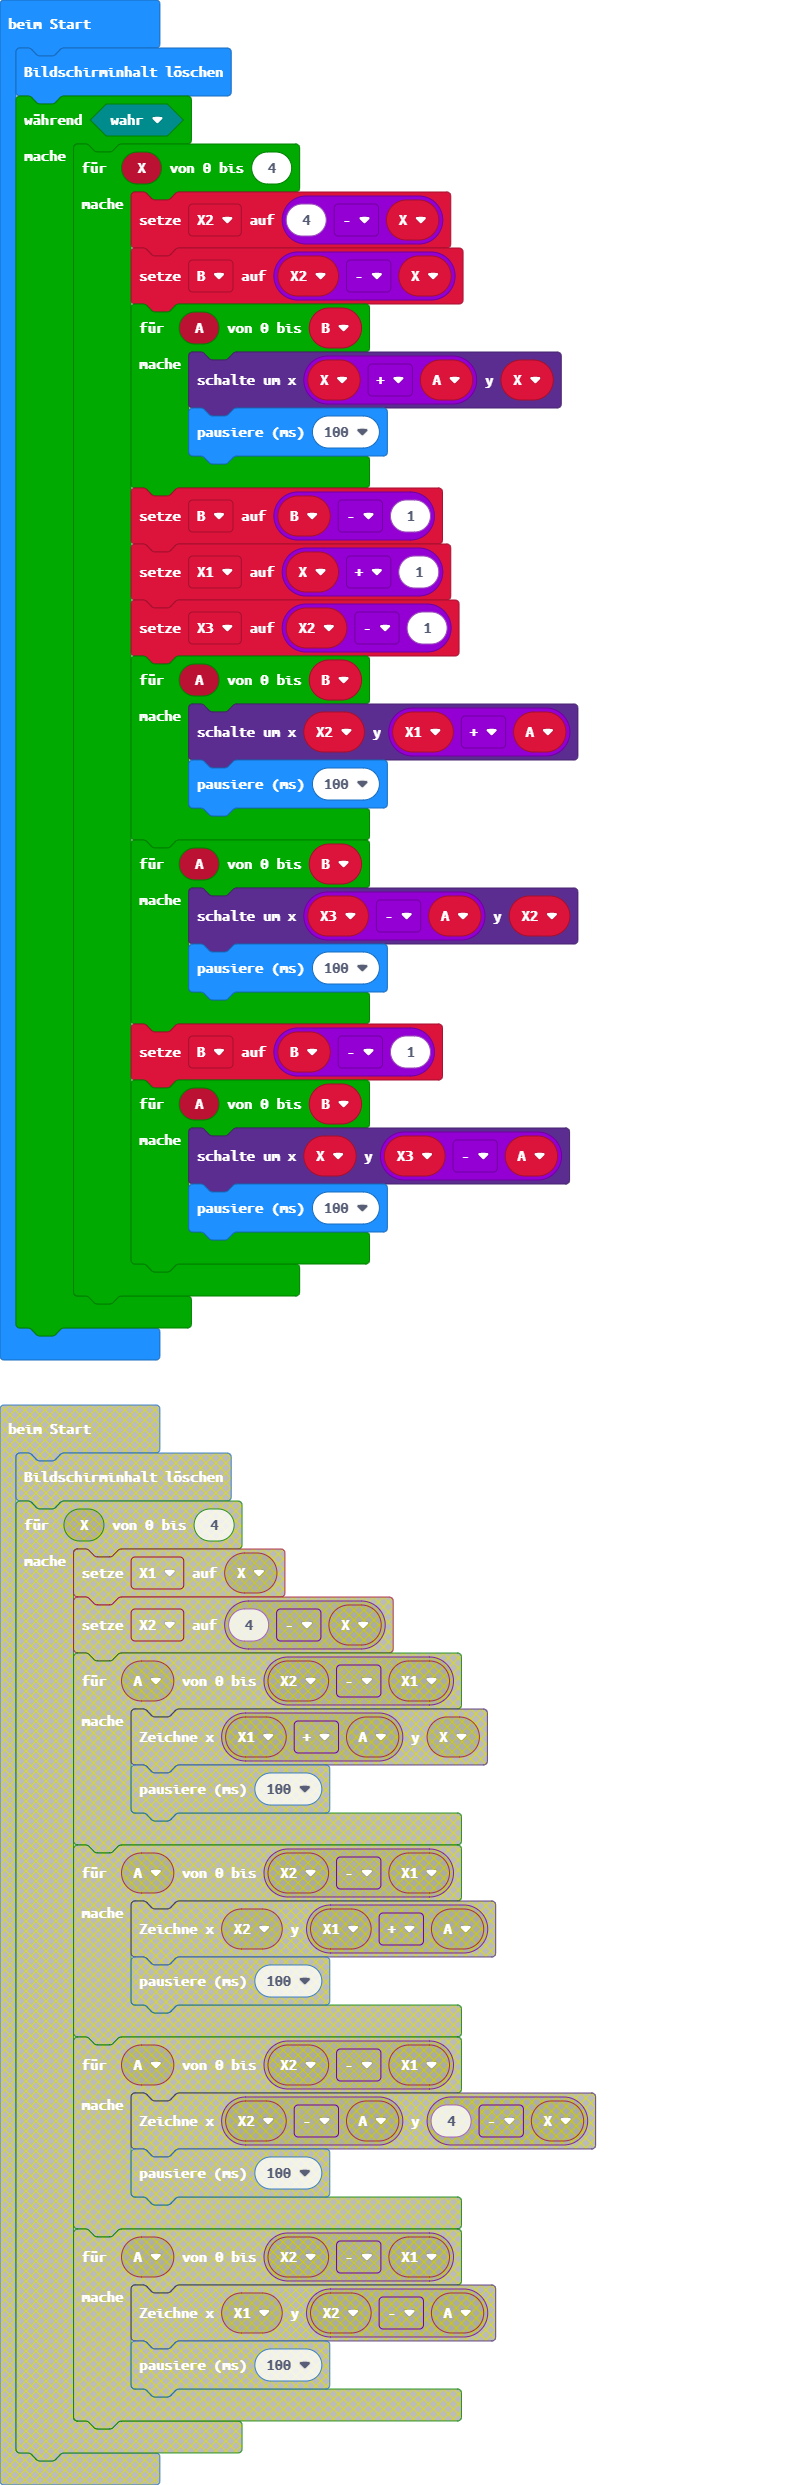 beim Start
Bildschirminhalt löschen
während wahr
mache
für X von 0 bis 4
mache
setze X2 auf 4 - X
setze B auf X2 - X
für A von 0 bis B
mache
schalte um x X + A y X
pausiere (ms) 100
setze B auf B - 1
setze X1 auf X + 1
setze X3 auf X2 - 1
für A von 0 bis B
mache
schalte um x X2 y X1 + A
pausiere (ms) 100
für A von 0 bis B
mache
schalte um x X3 - A y X2
pausiere (ms) 100
setze B auf B - 1
für A von 0 bis B
mache
schalte um x X y X3 - A
pausiere (ms) 100
beim Start
Bildschirminhalt löschen
für X von 0 bis 4
mache
setze X1 auf X
setze X2 auf 4 - X
für A von 0 bis X2 - X1
mache
Zeichne x X1 + A y X
pausiere (ms) 100
für A von 0 bis X2 - X1
mache
Zeichne x X2 y X1 + A
pausiere (ms) 100
für A von 0 bis X2 - X1
mache
Zeichne x X2 - A y 4 - X
pausiere (ms) 100
für A von 0 bis X2 - X1
mache
Zeichne x X1 y X2 - A
pausiere (ms) 100